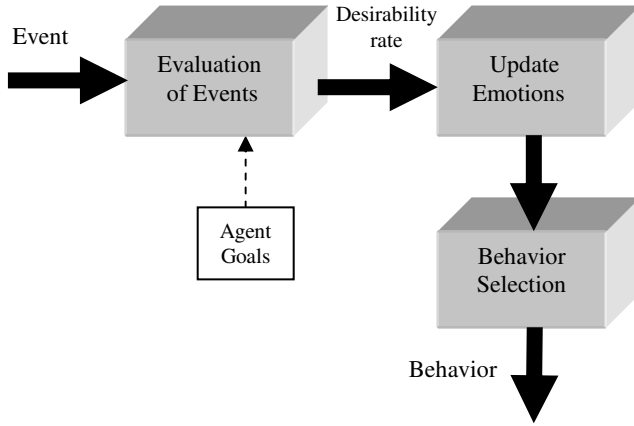 Event
Evaluation
of Events
Desirability
rate
Update
Emotions
Agent
Goals
Behavior
Selection
Behavior